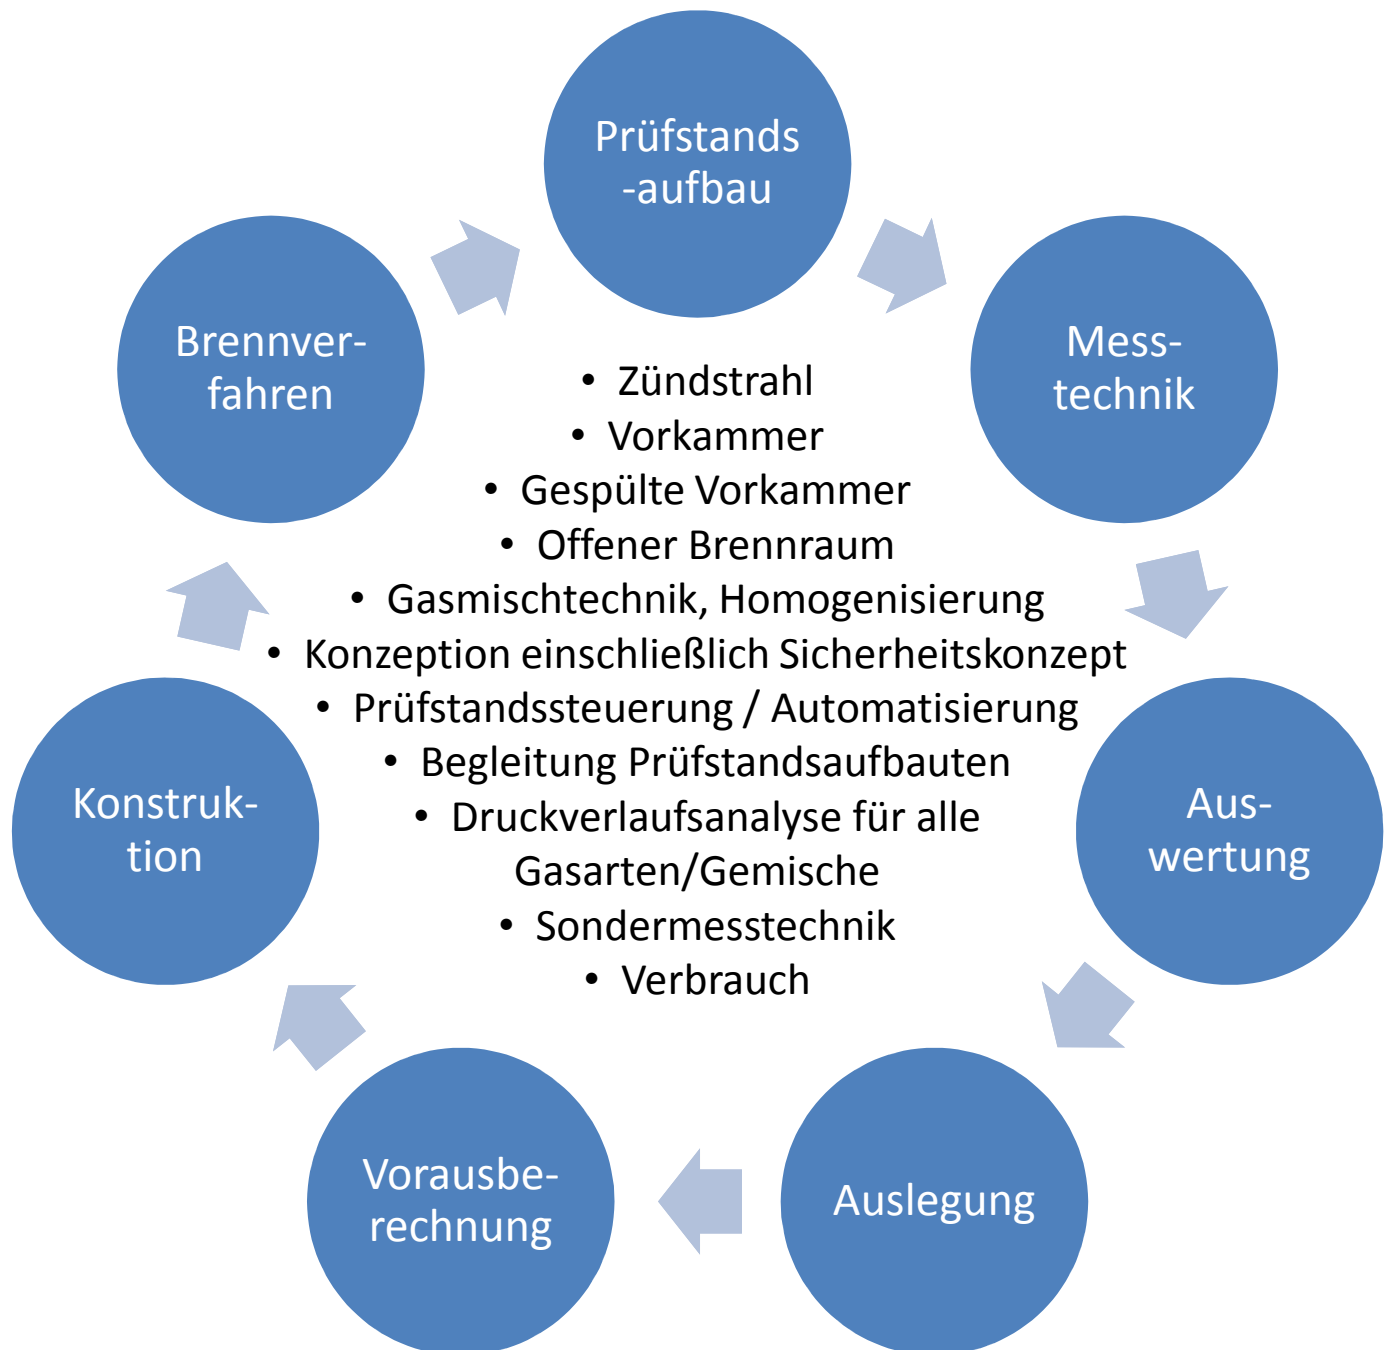 Prüfstands
-aufbau
Mess-
technik
Aus-
wertung
Auslegung
Vorausbe-
rechnung
Konstruk-
tion
Brennver-
fahren
• Zündstrahl
• Vorkammer
• Gespülte Vorkammer
• Offener Brennraum
• Gasmischtechnik, Homogenisierung
• Konzeption einschließlich Sicherheitskonzept
• Prüfstandssteuerung / Automatisierung
• Begleitung Prüfstandsaufbauten
• Druckverlaufsanalyse für alle
Gasarten/Gemische
• Sondermesstechnik
• Verbrauch